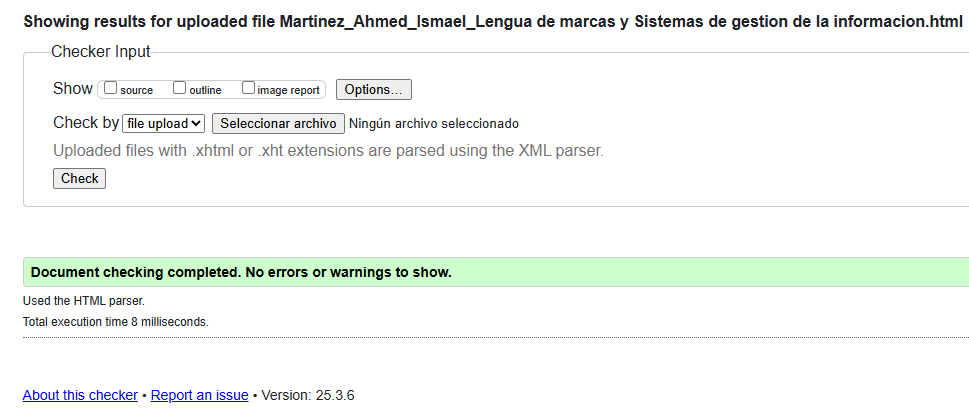 Showing results for uploaded file Martinez_Ahmed_Ismael_Lengua de marcas y Sistemas de gestion de la informacion.html
Checker Input
Show source outline image report Options...
Check by file upload Seleccionar archivo Ningún archivo seleccionado
Uploaded files with .xhtml or .xht extensions are parsed using the XML parser.
Check
Document checking completed. No errors or warnings to show.
Used the HTML parser.
Total execution time 8 milliseconds.
About this checker • Report an issue • Version: 25.3.6